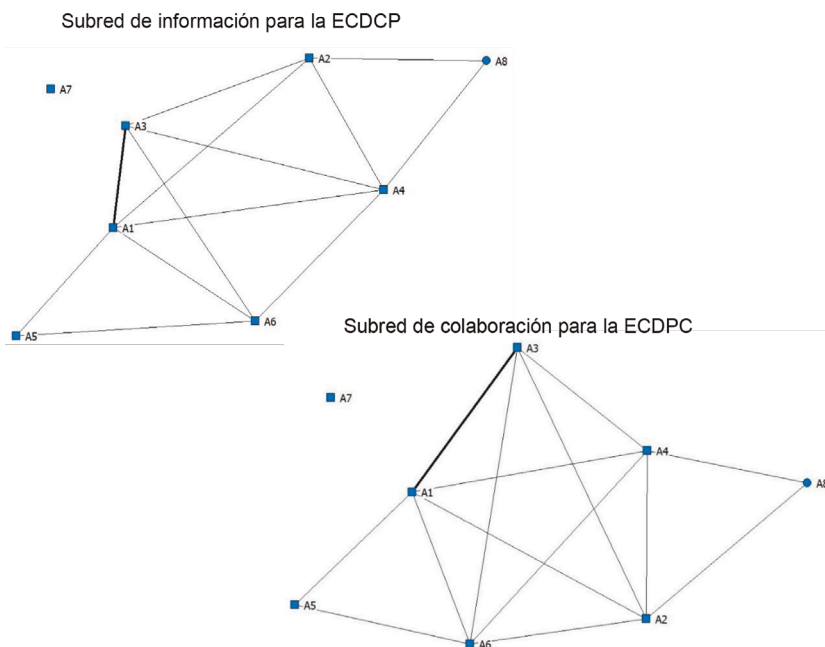 Subred de información para la ECDCP
A2
A8
A7
A3
A4
A1
A6
A5
Subred de colaboración para la ECDPC
A3
A7
A4
A8
A1
A5
A2
A6